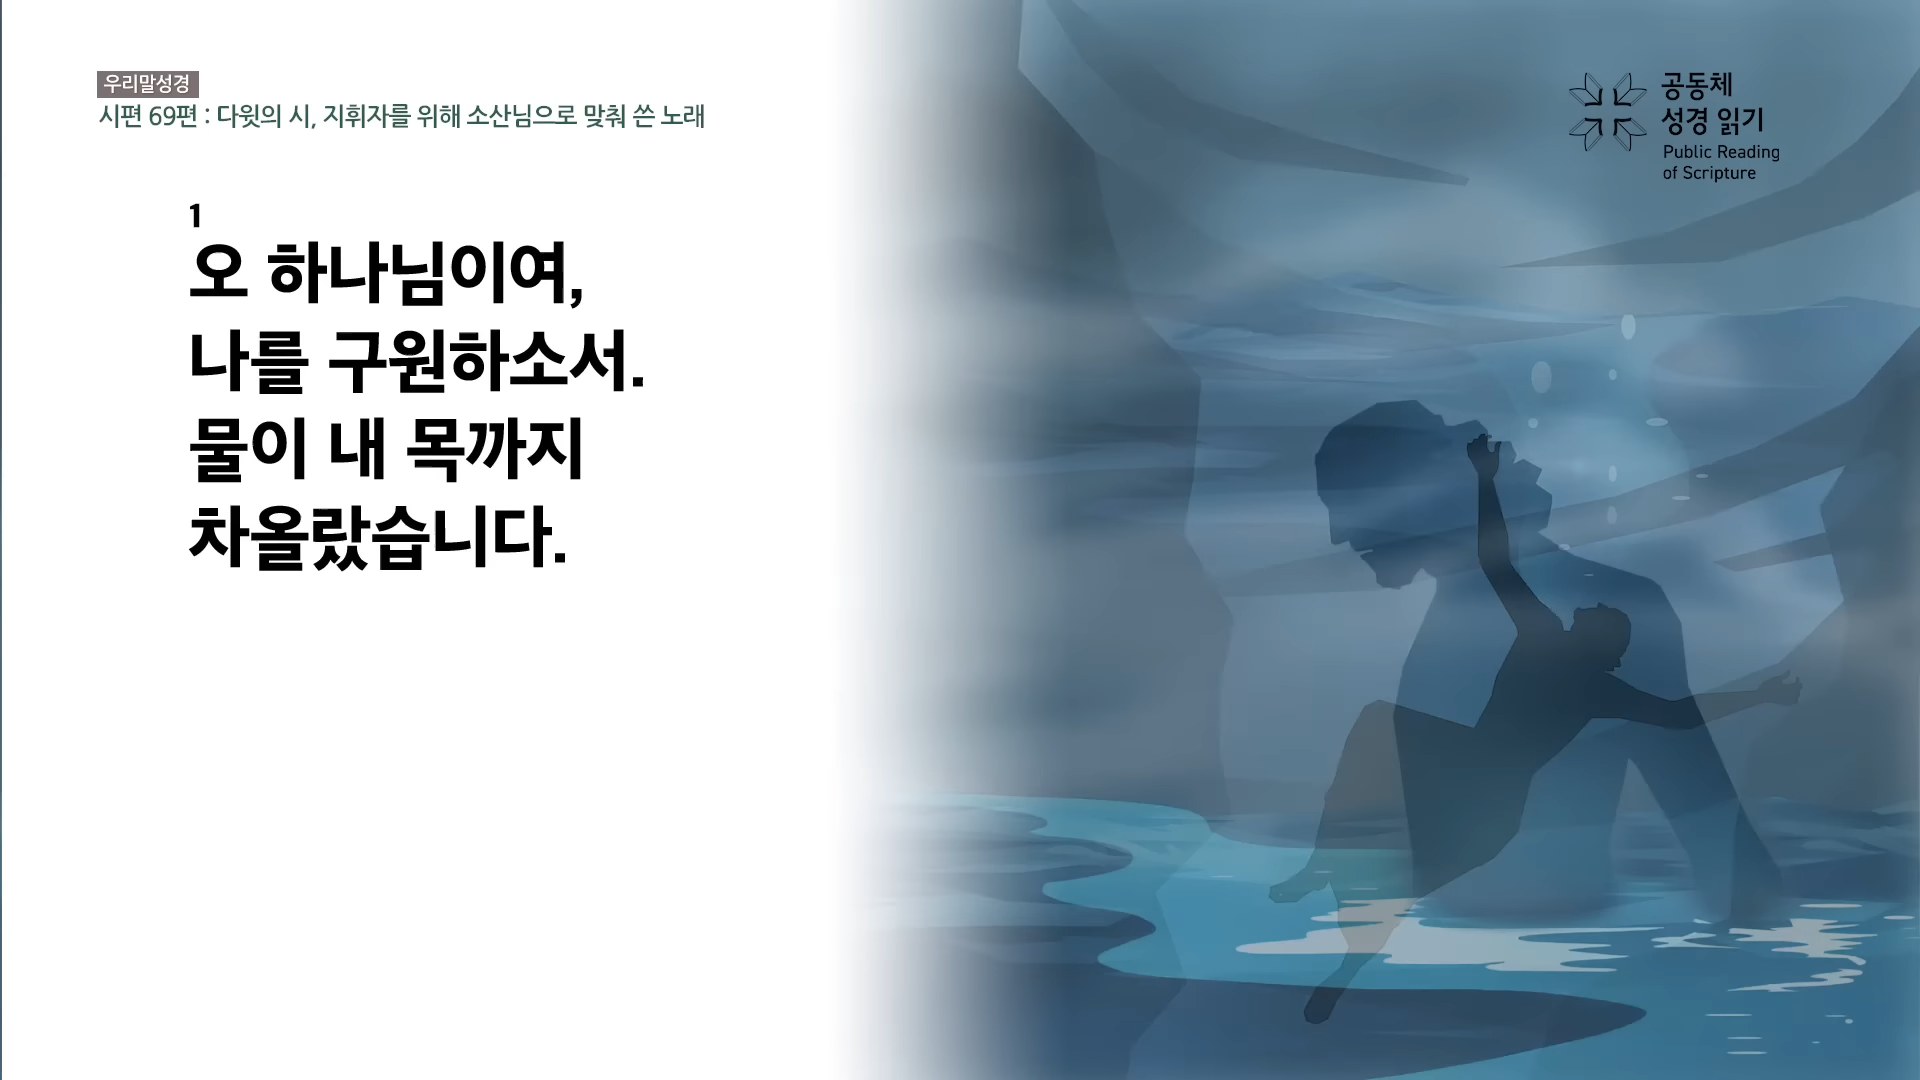 우리말성경
시편 69편 : 다윗의 시, 지휘자를 위해 소산님으로 맞춰 쓴 노래
1
오 하나님이여,
나를 구원하소서.
물이 내 목까지
차올랐습니다.
공동체
성경 읽기
Public Reading
of Scripture